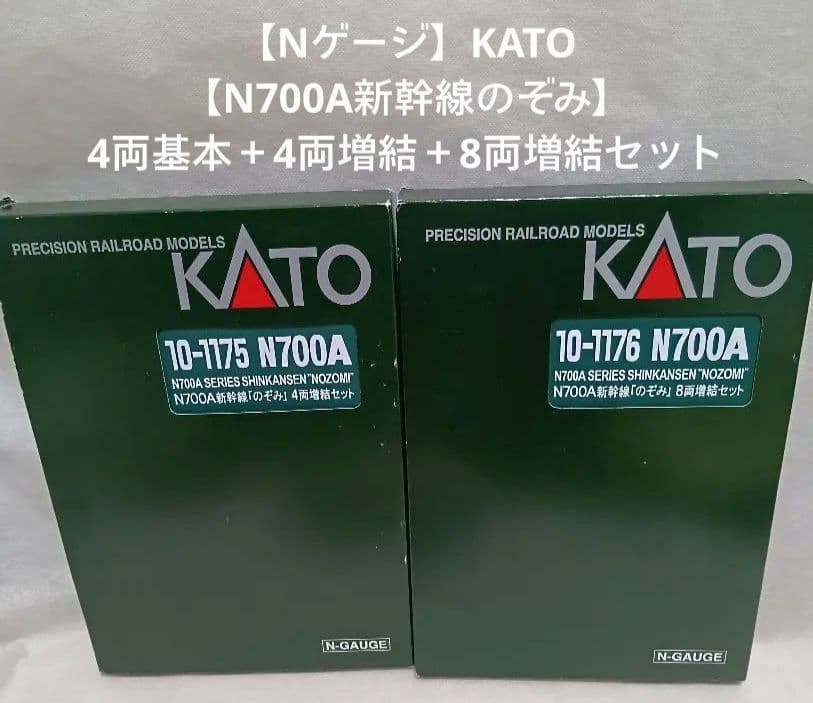 【Nゲージ】KATO
【N700A新幹線のぞみ】
4両基本＋4両増結＋8両増結セット
PRECISION RAILROAD MODELS
KATO
10-1175 N700A
N700A SERIES SHINKANSEN "NOZOMI"
N700A新幹線「のぞみ」 4両増結セット
N-GAUGE
PRECISION RAILROAD MODELS
KATO
10-1176 N700A
N700A SERIES SHINKANSEN "NOZOMI"
N700A新幹線「のぞみ」 8両増結セット
N-GAUGE